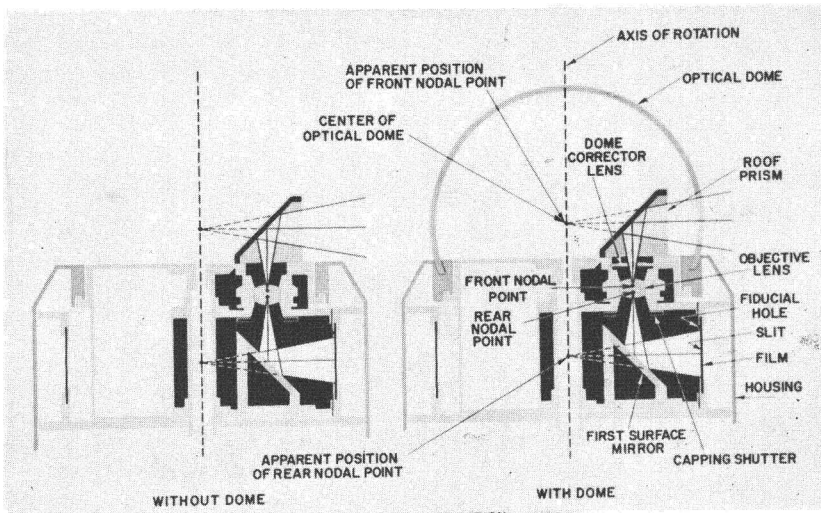 AXIS OF ROTATION
APPARENT POSITION
OF FRONT NODAL POINT
OPTICAL DOME
CENTER OF
OPTICAL DOME
DOME
CORRECTOR
LENS
ROOF
PRISM
OBJECTIVE
LENS
FRONT NODAL
POINT
REAR
NODAL
POINT
FIDUCIAL
HOLE
SLIT
FILM
HOUSING
FIRST SURFACE
MIRROR
CAPPING SHUTTER
APPARENT POSITION
OF REAR NODAL POINT
WITHOUT DOME
WITH DOME